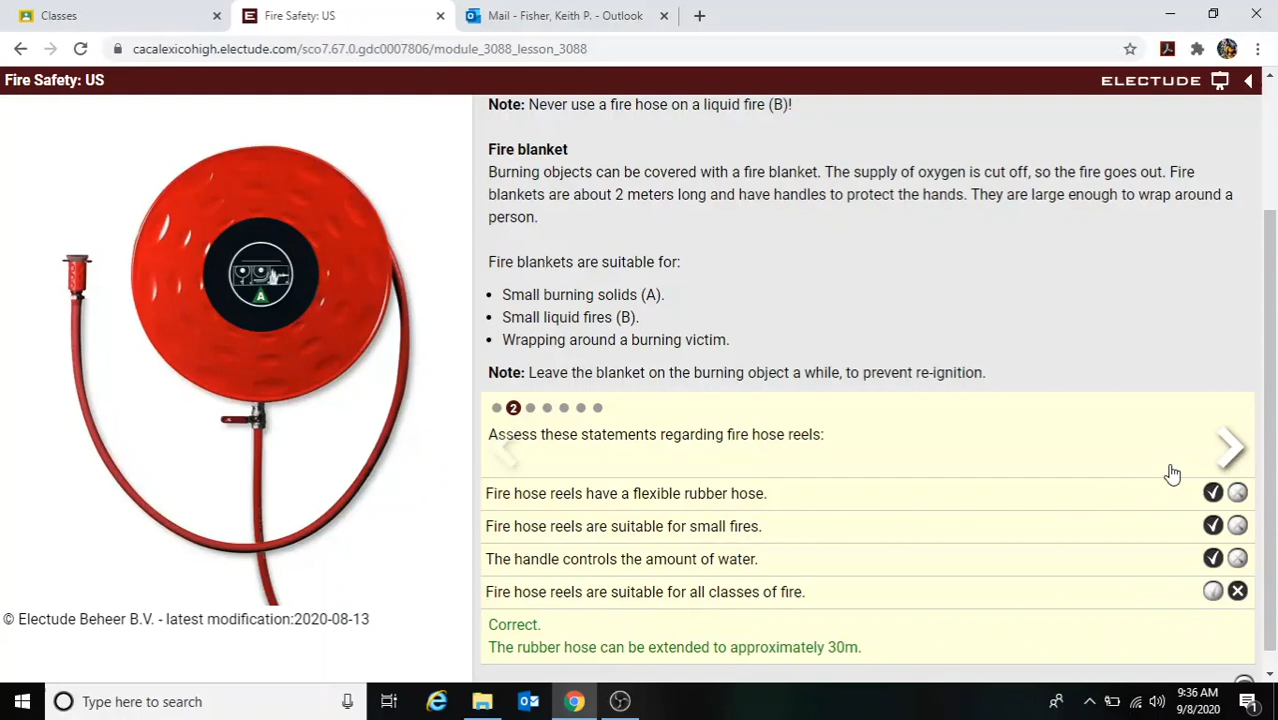 Classes
Fire Safety: US
Mail - Fisher, Keith P. - Outlook
cacalexicohigh.electude.com/sco7.67.0.gdc0007806/module_3088_lesson_3088
Fire Safety: US
ELECTUDE
Note: Never use a fire hose on a liquid fire (B)!
Fire blanket
Burning objects can be covered with a fire blanket. The supply of oxygen is cut off, so the fire goes out. Fire
blankets are about 2 meters long and have handles to protect the hands. They are large enough to wrap around a
person.
Fire blankets are suitable for:
• Small burning solids (A).
• Small liquid fires (B).
• Wrapping around a burning victim.
Note: Leave the blanket on the burning object a while, to prevent re-ignition.
2
Assess these statements regarding fire hose reels:
Fire hose reels have a flexible rubber hose.
Fire hose reels are suitable for small fires.
The handle controls the amount of water.
Fire hose reels are suitable for all classes of fire.
Correct.
The rubber hose can be extended to approximately 30m.
A
© Electude Beheer B.V. - latest modification:2020-08-13
Type here to search
9:36 AM
9/8/2020
1